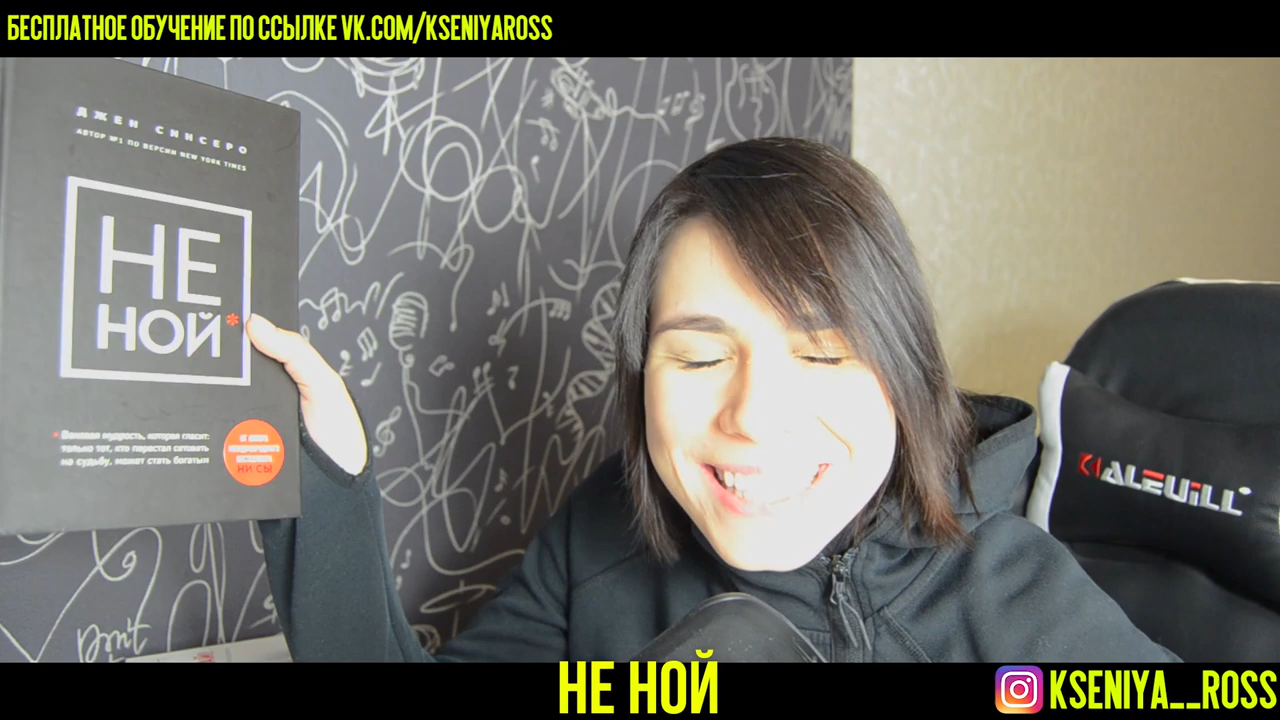 БЕСПЛАТНОЕ ОБУЧЕНИЕ ПО ССЫЛКЕ VK.COM/KSENIYAROSS
ДЖЕН СИНСЕРО
АВТОР №1 ПО ВЕРСИИ NEW YORK TIMES
НЕ
НОЙ*
* Вековая мудрость, которая гласит:
только тот, кто перестал сетовать
на судьбу, может стать богатым
НИ СЫ
ALEUILL
НЕ НОЙ
KSENIYA__ROSS